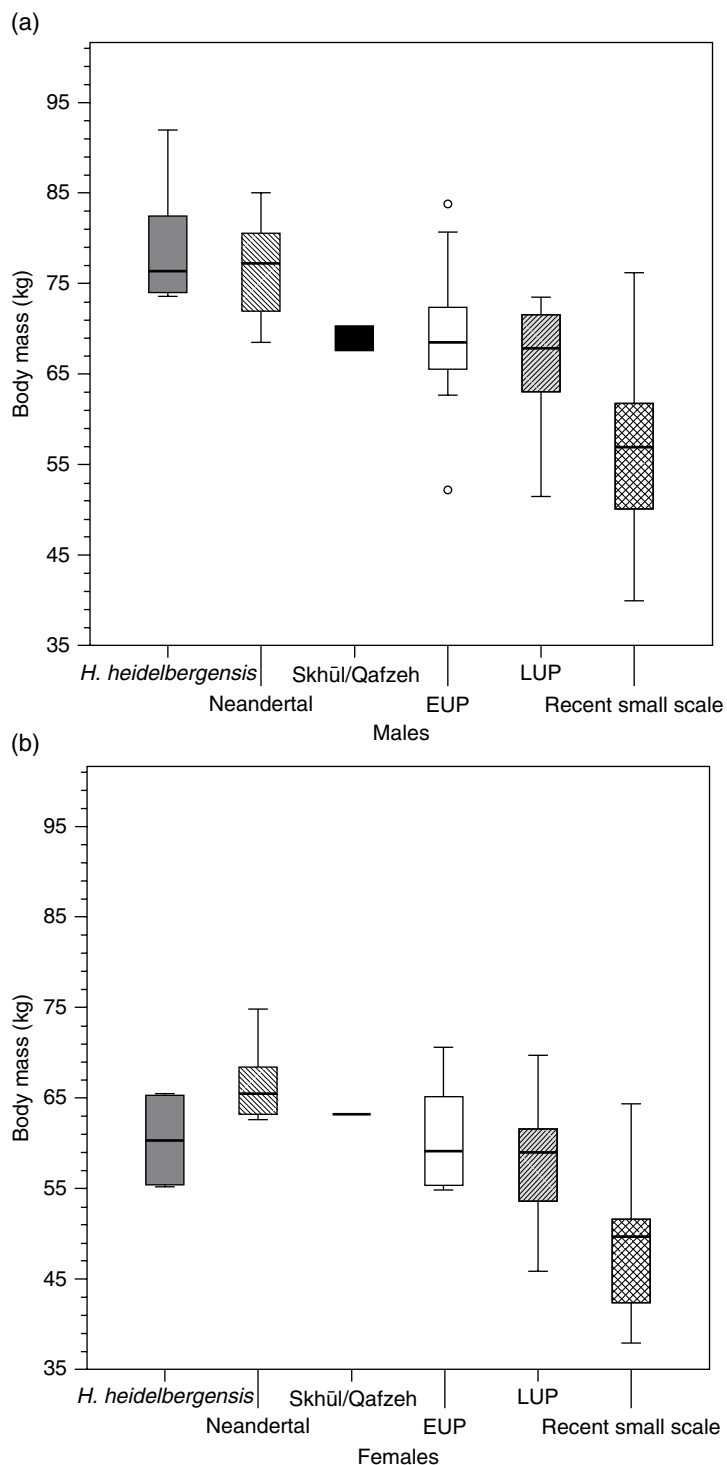 (a)
95
85
75
65
55
45
35
Body mass (kg)
H. heidelbergensis
Skhūl/Qafzeh
LUP
Neandertal
EUP
Recent small scale
Males
(b)
95
85
75
65
55
45
35
Body mass (kg)
H. heidelbergensis
Skhūl/Qafzeh
LUP
Neandertal
EUP
Recent small scale
Females